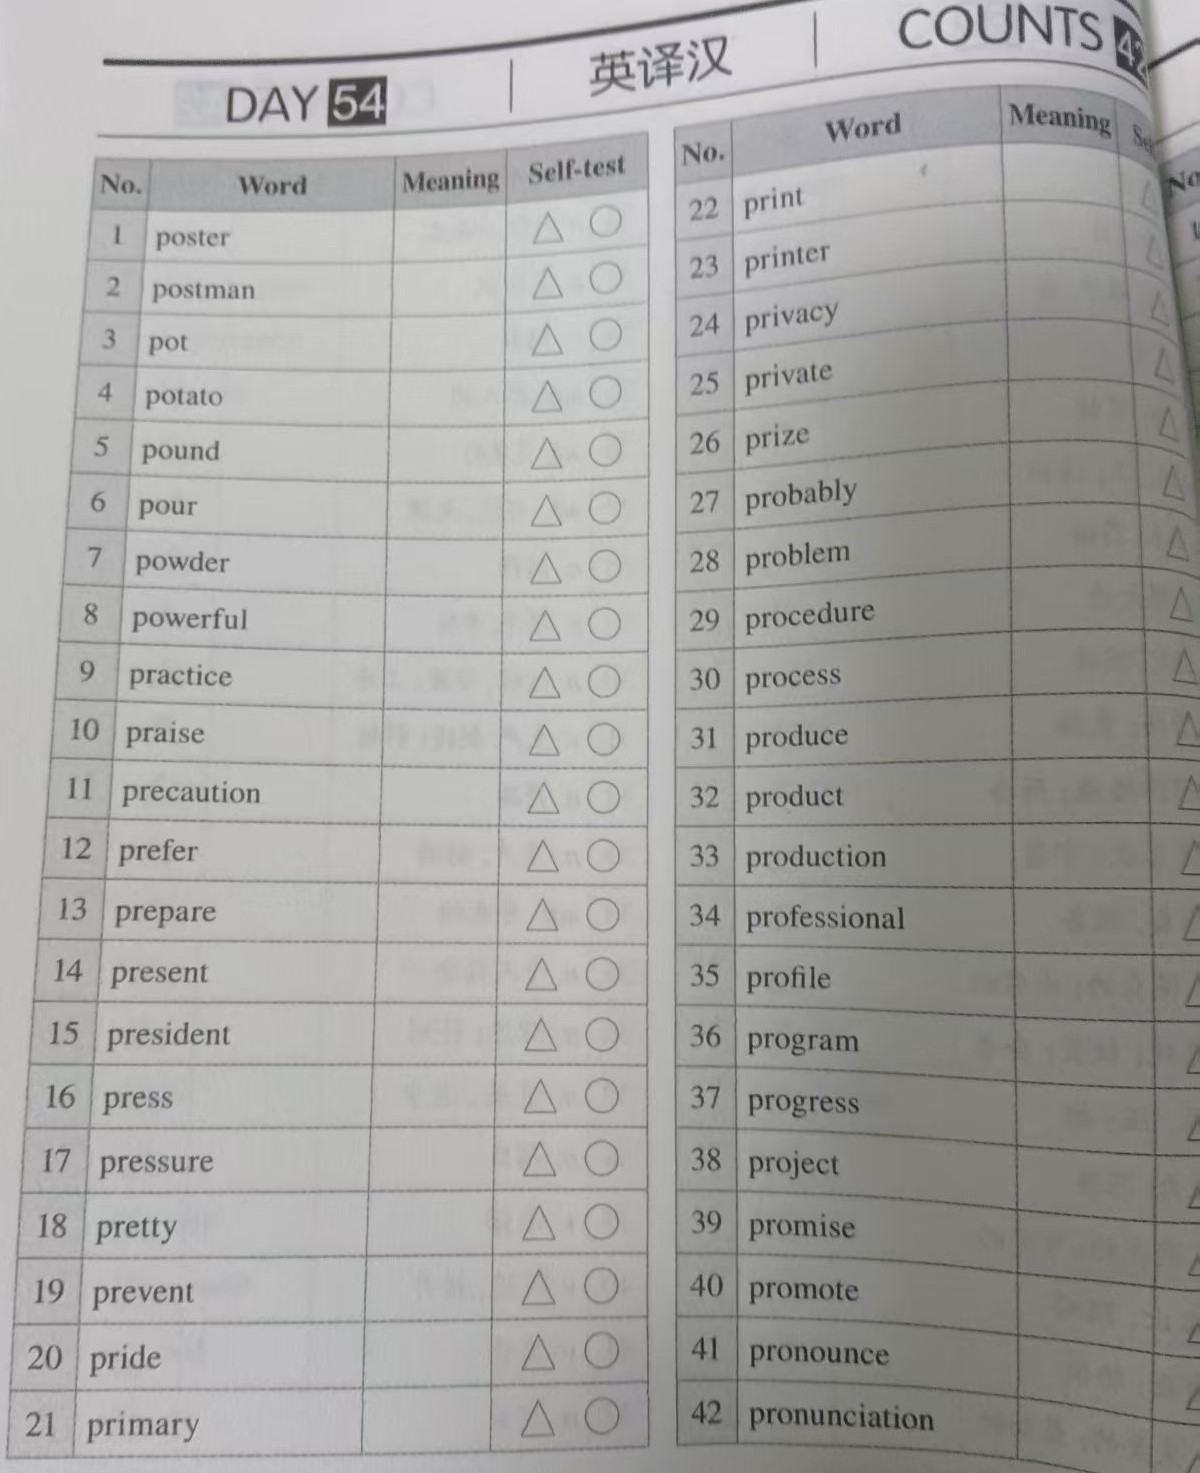 DAY 54
英译汉
COUNTS 42
No. Word Meaning Self-test
1 poster
2 postman
3 pot
4 potato
5 pound
6 pour
7 powder
8 powerful
9 practice
10 praise
11 precaution
12 prefer
13 prepare
14 present
15 president
16 press
17 pressure
18 pretty
19 prevent
20 pride
21 primary
No. Word Meaning
22 print
23 printer
24 privacy
25 private
26 prize
27 probably
28 problem
29 procedure
30 process
31 produce
32 product
33 production
34 professional
35 profile
36 program
37 progress
38 project
39 promise
40 promote
41 pronounce
42 pronunciation